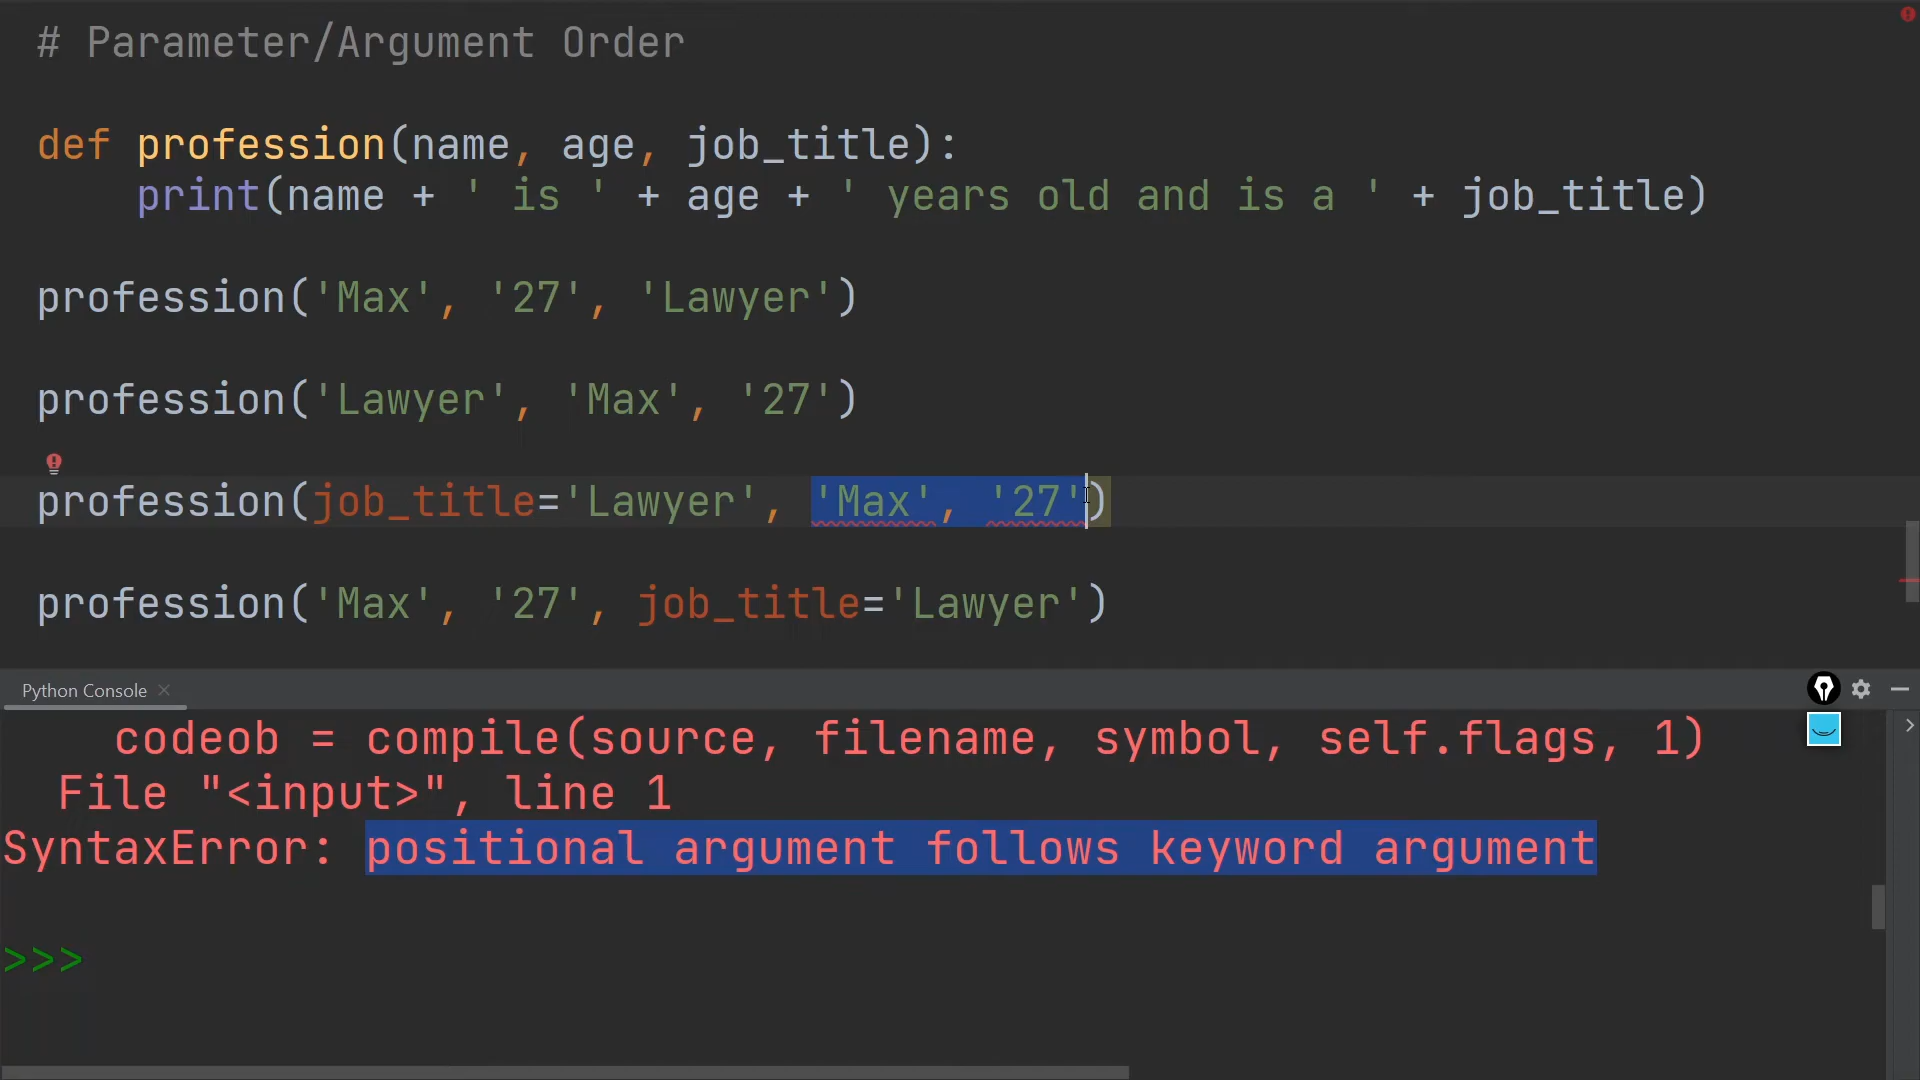 # Parameter/Argument Order
def profession(name, age, job_title):
    print(name + ' is ' + age + ' years old and is a ' + job_title)
profession('Max', '27', 'Lawyer')
profession('Lawyer', 'Max', '27')
profession(job_title='Lawyer', 'Max', '27')
profession('Max', '27', job_title='Lawyer')
Python Console
    codeob = compile(source, filename, symbol, self.flags, 1)
  File "<input>", line 1
SyntaxError: positional argument follows keyword argument
>>>